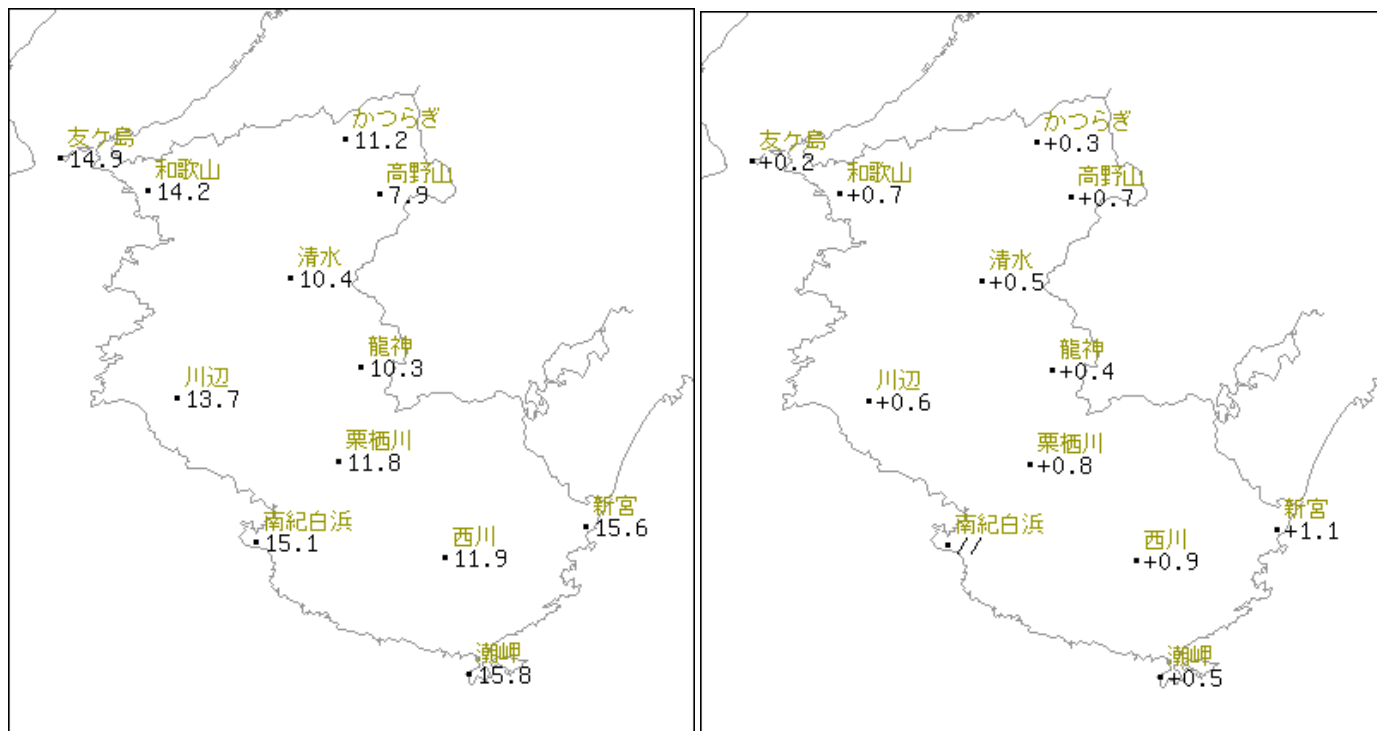 かつらぎ
11.2
友ケ島
14.9
和歌山
14.2
高野山
7.9
清水
10.4
龍神
10.3
川辺
13.7
栗栖川
11.8
新宮
15.6
南紀白浜
15.1
西川
11.9
潮岬
15.8
かつらぎ
+0.3
友ケ島
+0.2
和歌山
+0.7
高野山
+0.7
清水
+0.5
龍神
+0.4
川辺
+0.6
栗栖川
+0.8
新宮
+1.1
南紀白浜
//
西川
+0.9
潮岬
+0.5